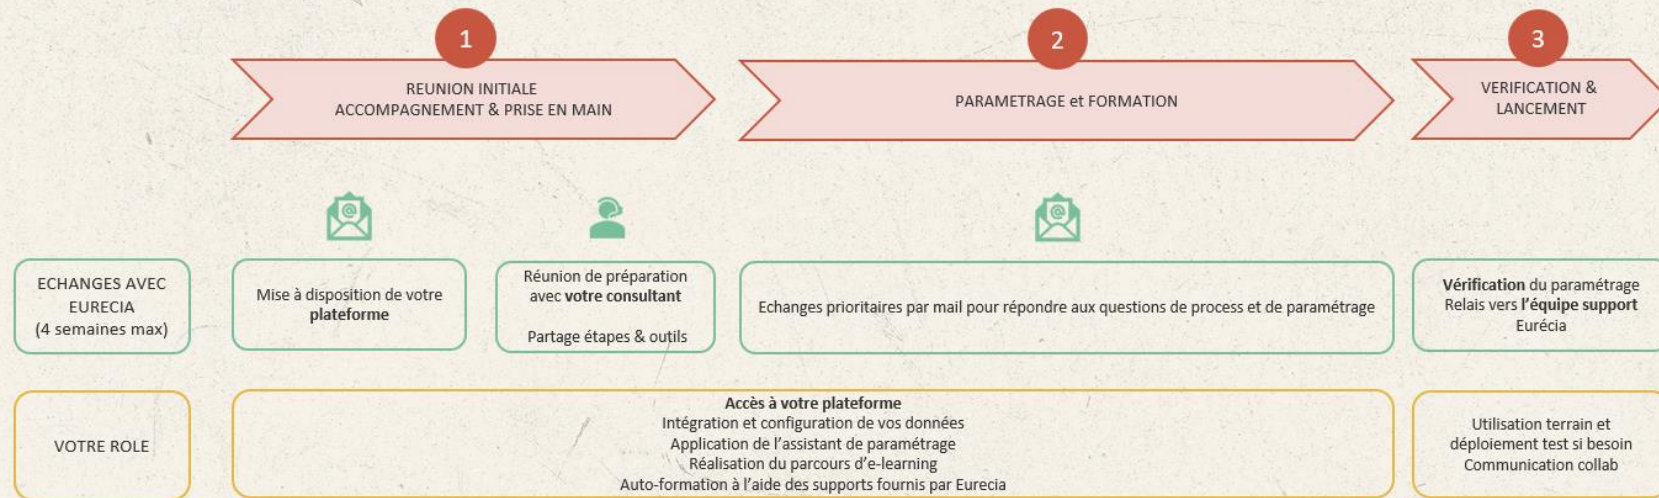 1
2
3
REUNION INITIALE
ACCOMPAGNEMENT & PRISE EN MAIN
PARAMETRAGE et FORMATION
VERIFICATION &
LANCEMENT
@
@
ECHANGES AVEC
EURECIA
(4 semaines max)
Mise à disposition de votre
plateforme
Réunion de préparation
avec votre consultant
Partage étapes & outils
Echanges prioritaires par mail pour répondre aux questions de process et de paramétrage
Vérification du paramétrage
Relais vers l'équipe support
Eurécia
VOTRE ROLE
Accès à votre plateforme
Intégration et configuration de vos données
Application de l'assistant de paramétrage
Réalisation du parcours d'e-learning
Auto-formation à l'aide des supports fournis par Eurecia
Utilisation terrain et
déploiement test si besoin
Communication collab